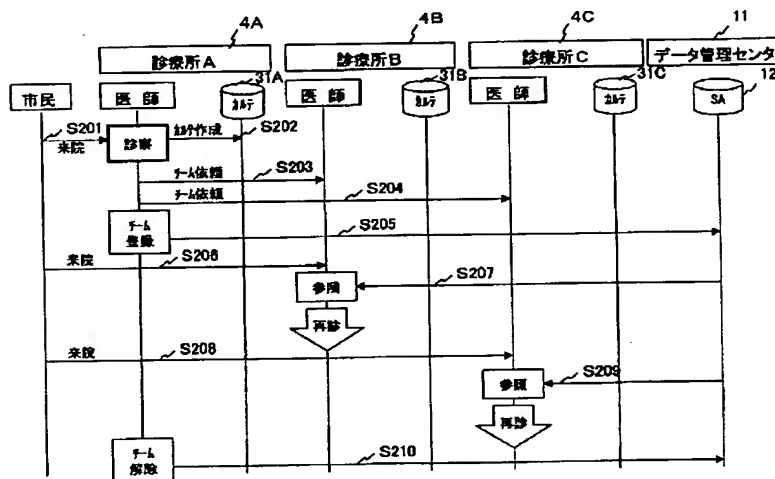 4A
4B
4C
11
診療所A
診療所B
診療所C
データ管理センタ
31A
31B
31C
12
市民
医師
カルテ
医師
カルテ
医師
カルテ
SA
S201
来院
診察
カルテ作成
S202
チーム依頼
S203
チーム依頼
S204
チーム
登録
S205
来院
S206
参照
S207
再診
来院
S208
参照
S209
再診
チーム
解除
S210